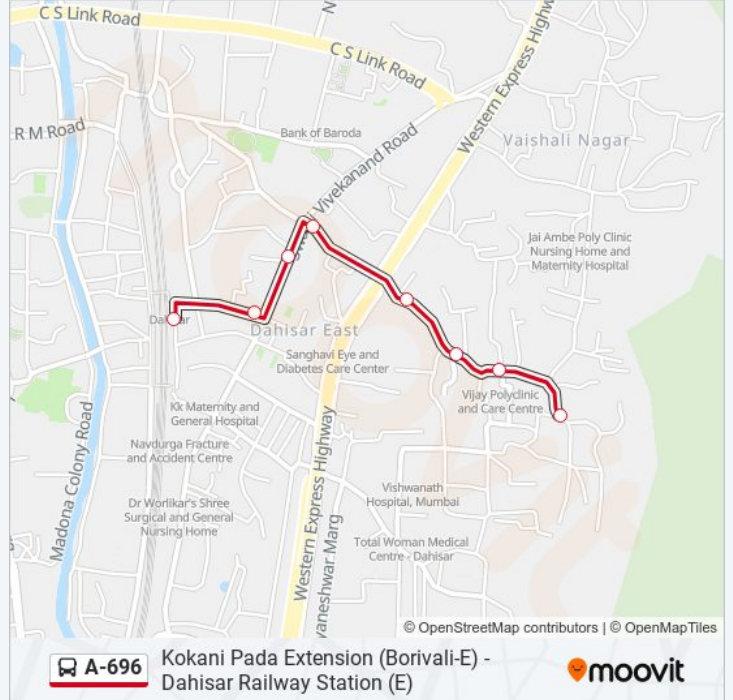 C S Link Road
C S Link Road
N
Western Express Highw
R M Road
Bank of Baroda
Vivekanand Road
Vaishali Nagar
Jai Ambe Poly Clinic
Nursing Home and
Maternity Hospital
Dahisar East
Sanghavi Eye and
Diabetes Care Center
Vijay Polyclinic
and Care Centre
Kk Maternity and
General Hospital
Navdurga Fracture
and Accident Centre
Madona Colony Road
Western Express Highway
Vishwanath
Hospital, Mumbai
Dr Worlikar's Shree
Surgical and General
Nursing Home
vaneshwar Marg
Total Woman Medical
Centre - Dahisar
© OpenStreetMap contributors | © OpenMapTiles
A-696
Kokani Pada Extension (Borivali-E) -
Dahisar Railway Station (E)
moovit